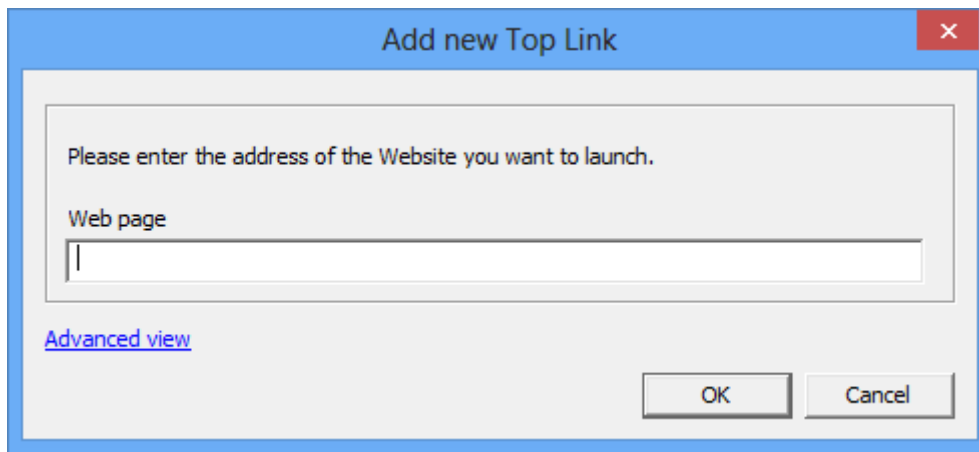 Add new Top Link
Please enter the address of the Website you want to launch.
Web page
Advanced view
OK
Cancel